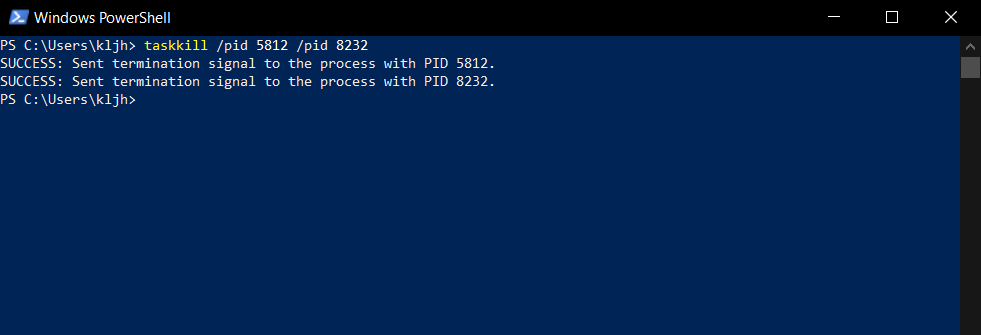 Windows PowerShell
PS C:\Users\kljh> taskkill /pid 5812 /pid 8232
SUCCESS: Sent termination signal to the process with PID 5812.
SUCCESS: Sent termination signal to the process with PID 8232.
PS C:\Users\kljh>